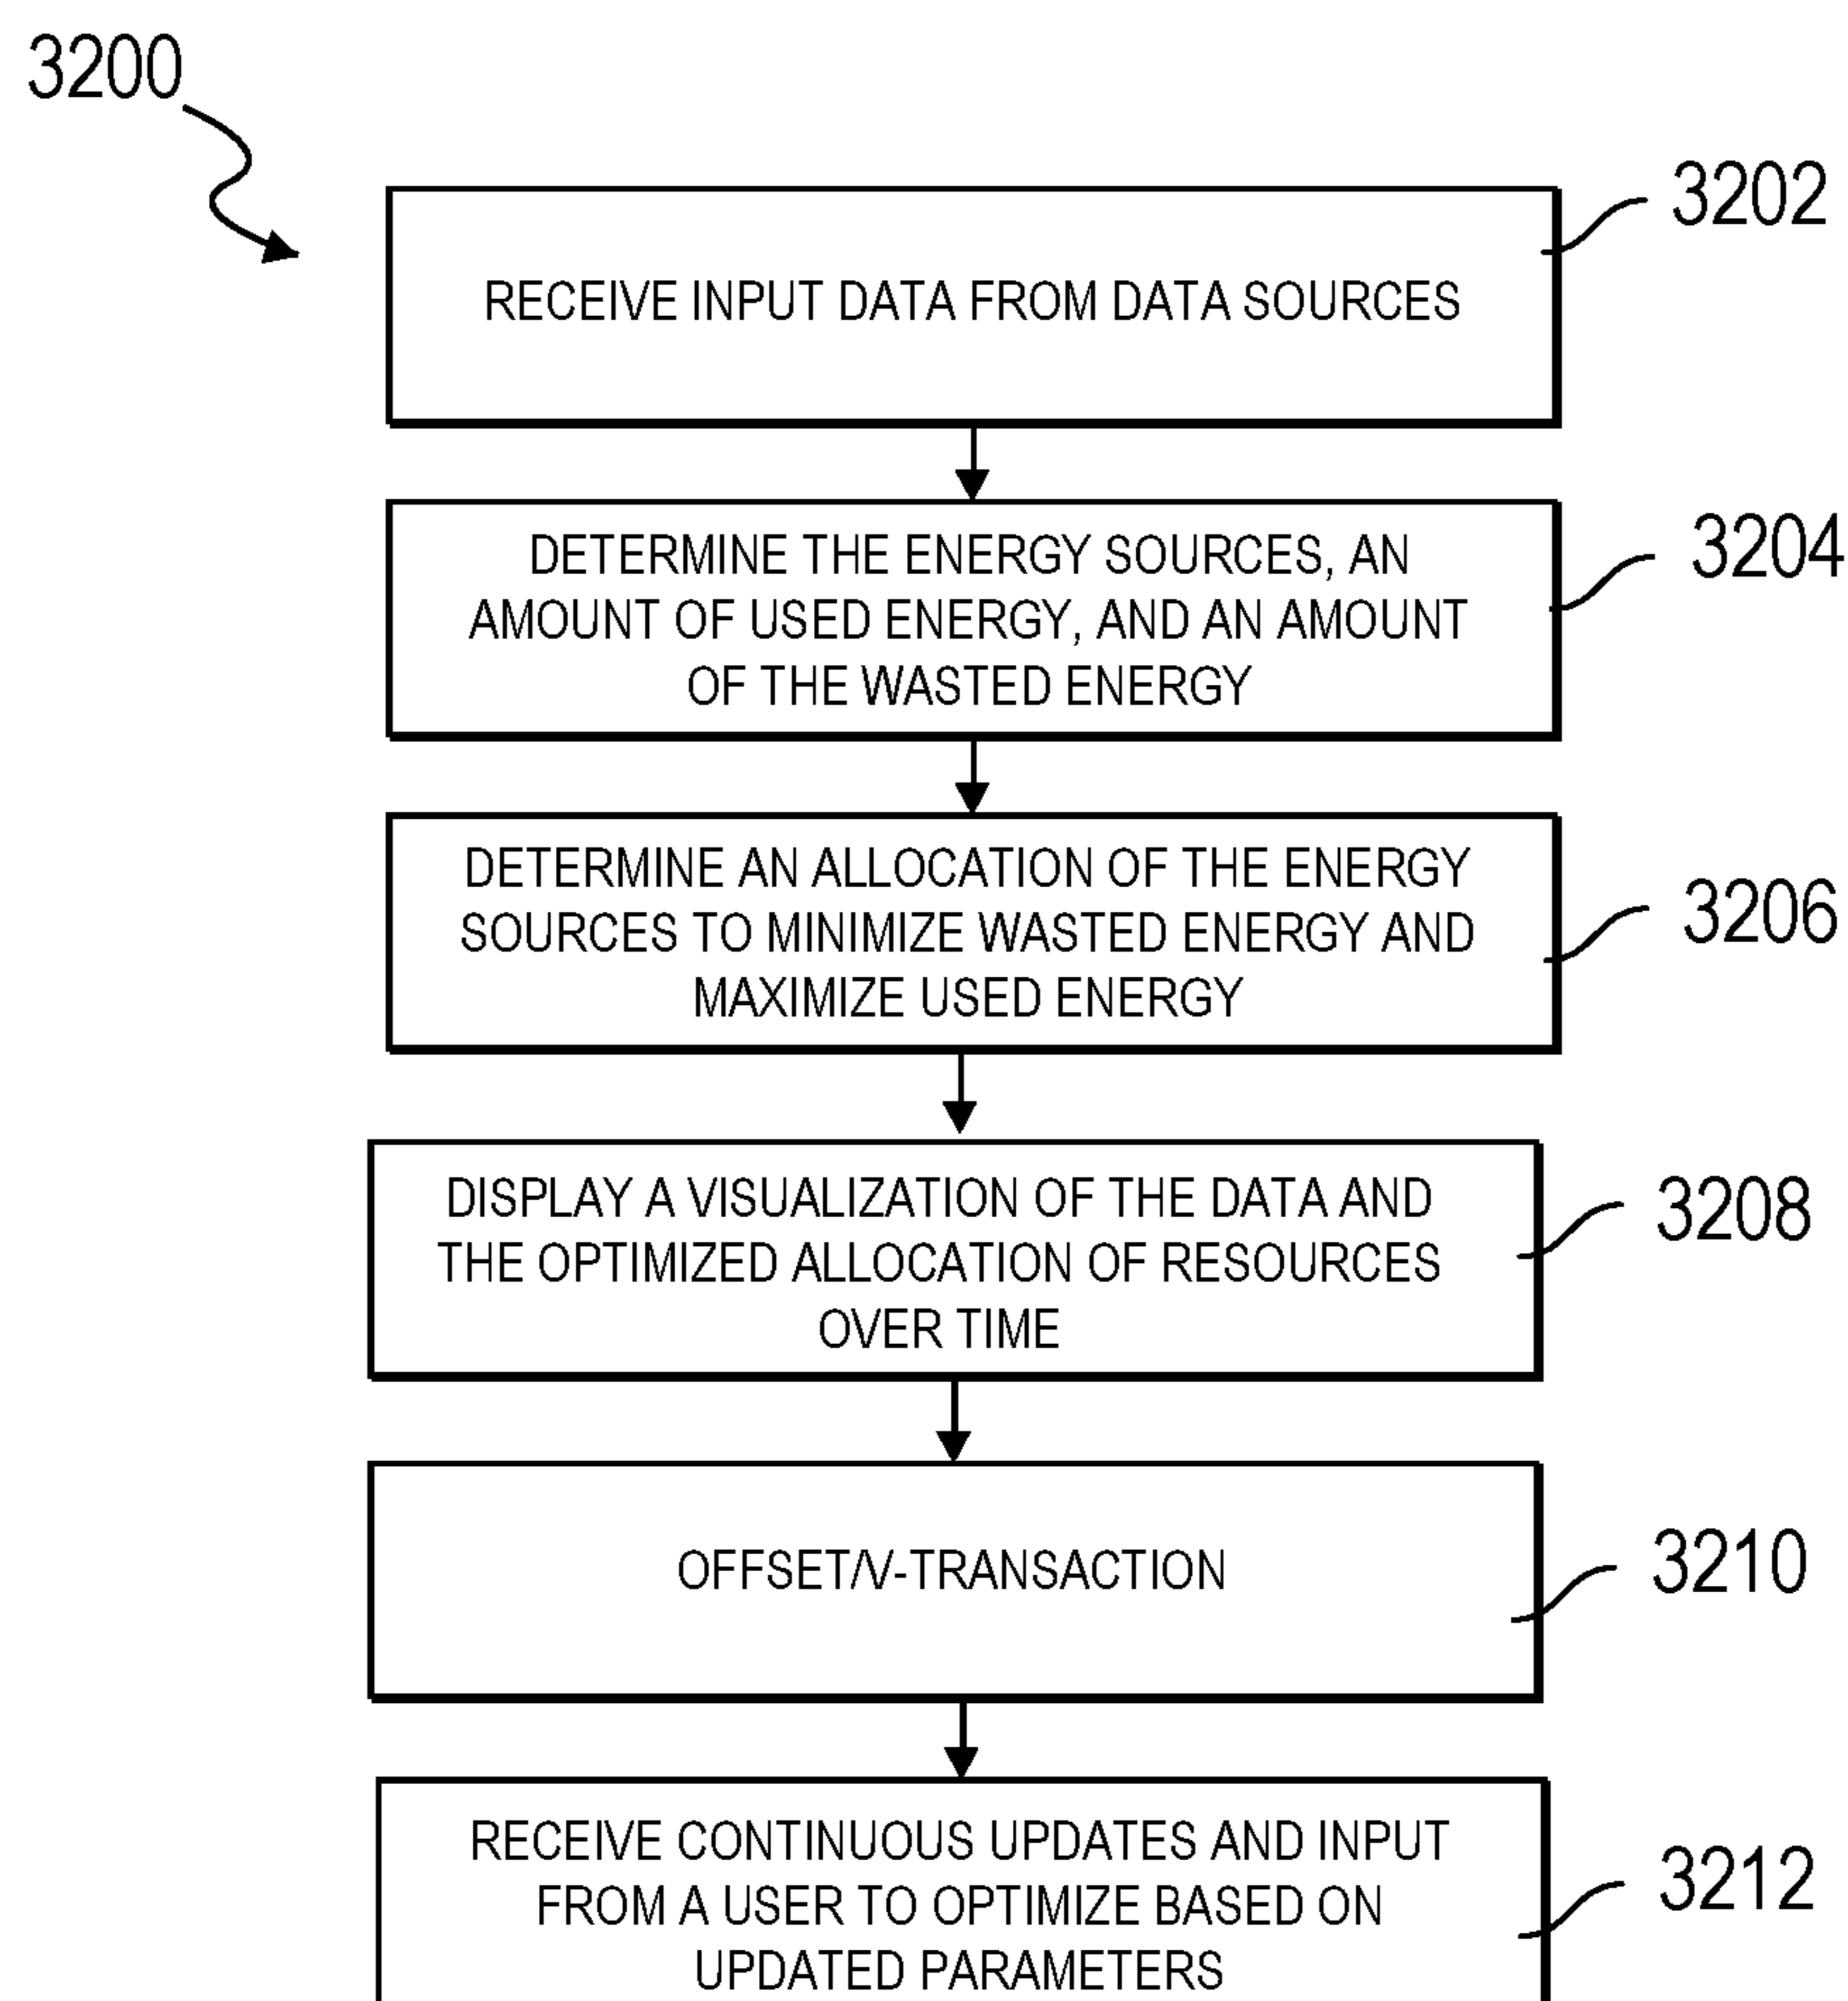 3200
3202
RECEIVE INPUT DATA FROM DATA SOURCES
3204
DETERMINE THE ENERGY SOURCES, AN
AMOUNT OF USED ENERGY, AND AN AMOUNT
OF THE WASTED ENERGY
3206
DETERMINE AN ALLOCATION OF THE ENERGY
SOURCES TO MINIMIZE WASTED ENERGY AND
MAXIMIZE USED ENERGY
3208
DISPLAY A VISUALIZATION OF THE DATA AND
THE OPTIMIZED ALLOCATION OF RESOURCES
OVER TIME
3210
OFFSET/V-TRANSACTION
3212
RECEIVE CONTINUOUS UPDATES AND INPUT
FROM A USER TO OPTIMIZE BASED ON
UPDATED PARAMETERS